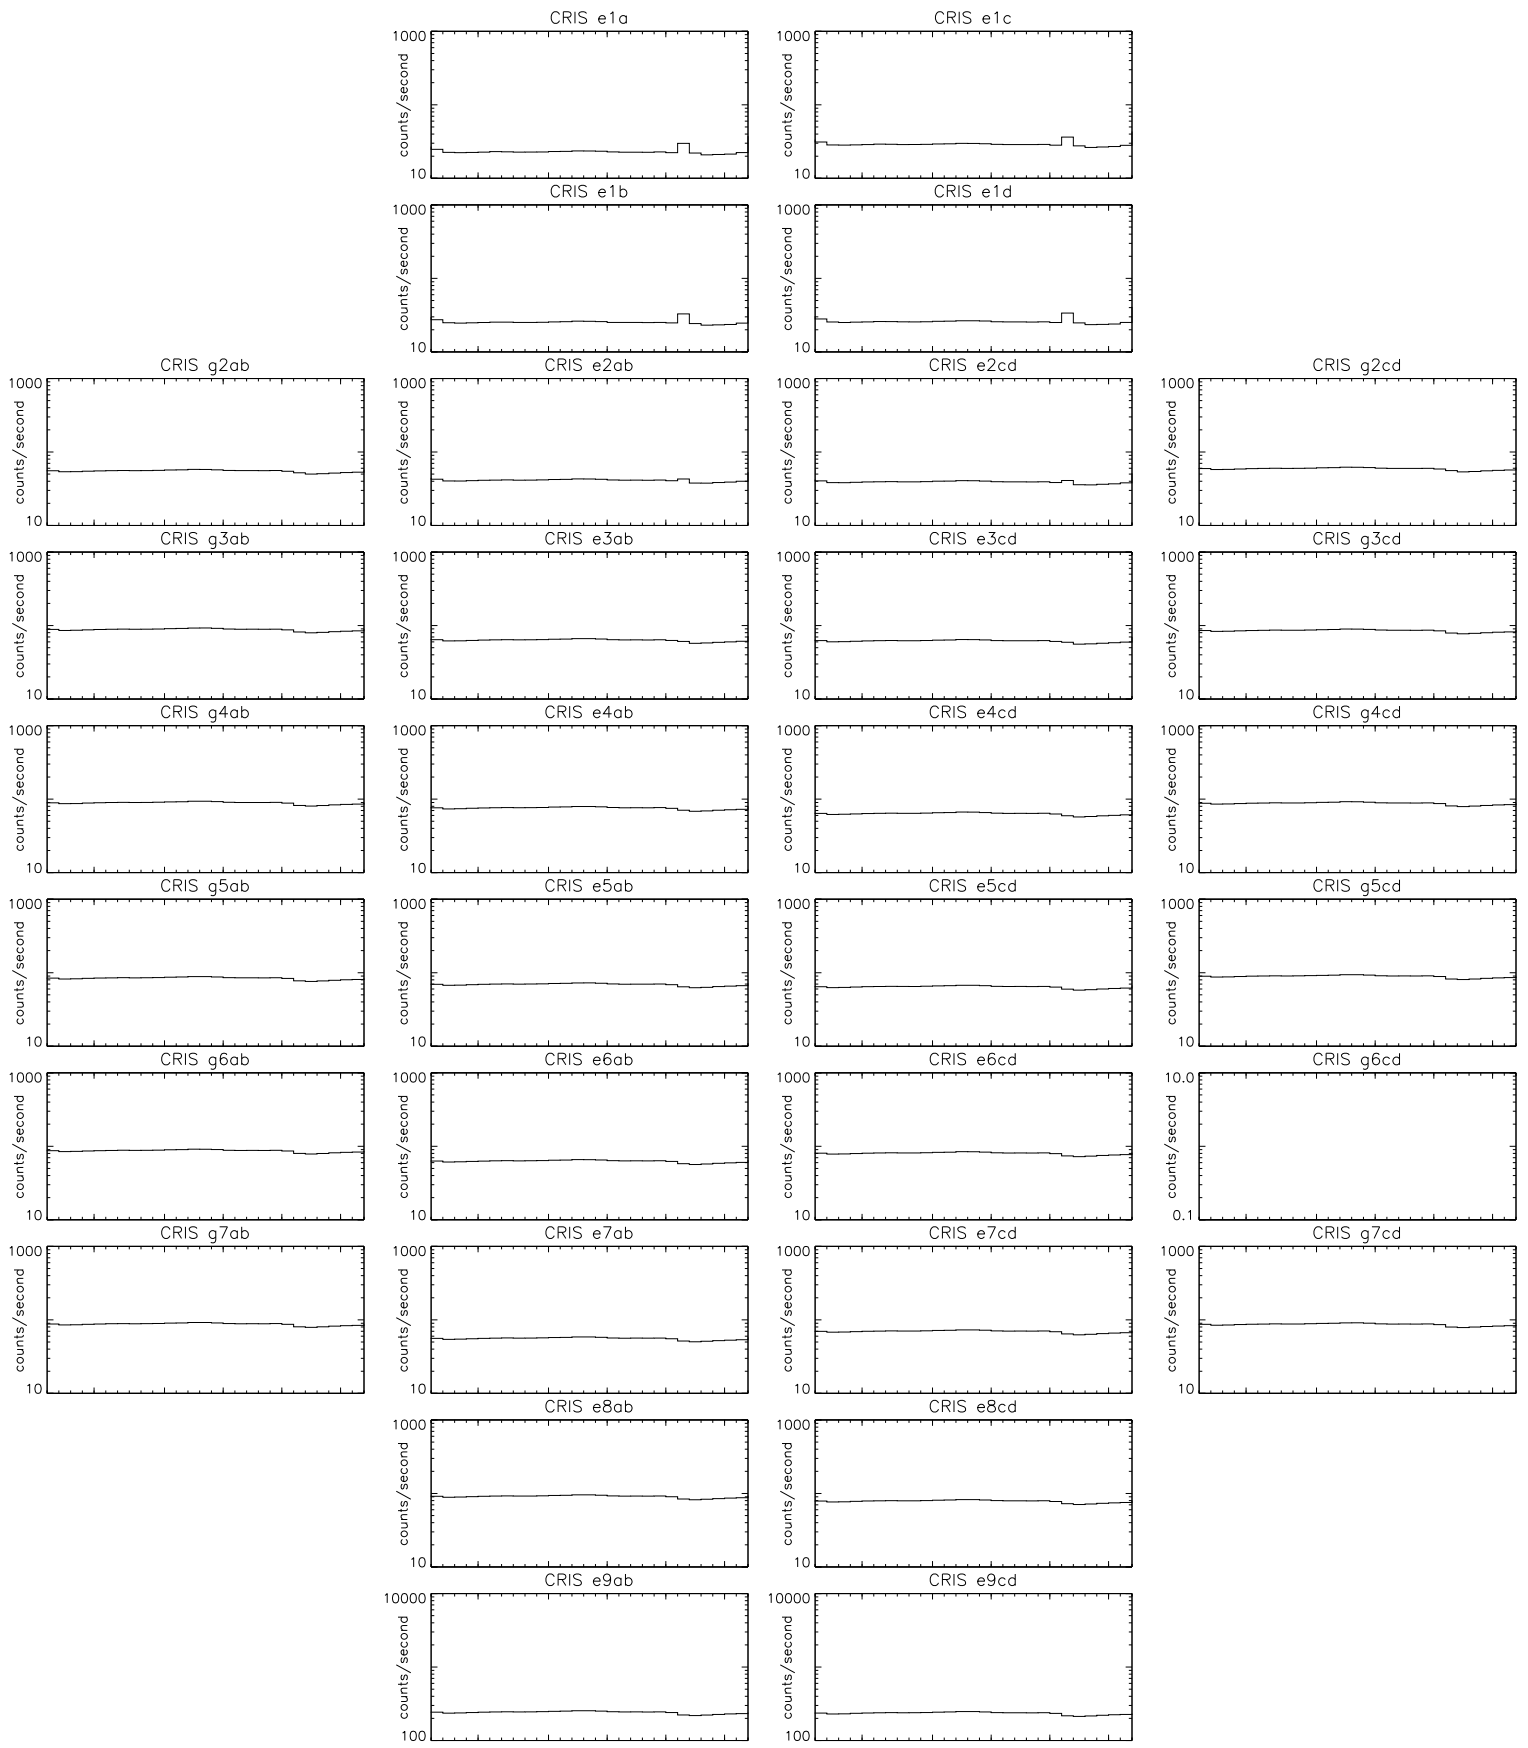 CRIS e1a CRIS e1c
1000 1000
counts/second counts/second
10 10
CRIS e1b CRIS e1d
1000 1000
counts/second counts/second
10 10
CRIS g2ab CRIS e2ab CRIS e2cd CRIS g2cd
1000 1000 1000 1000
counts/second counts/second counts/second counts/second
10 10 10 10
CRIS g3ab CRIS e3ab CRIS e3cd CRIS g3cd
1000 1000 1000 1000
counts/second counts/second counts/second counts/second
10 10 10 10
CRIS g4ab CRIS e4ab CRIS e4cd CRIS g4cd
1000 1000 1000 1000
counts/second counts/second counts/second counts/second
10 10 10 10
CRIS g5ab CRIS e5ab CRIS e5cd CRIS g5cd
1000 1000 1000 1000
counts/second counts/second counts/second counts/second
10 10 10 10
CRIS g6ab CRIS e6ab CRIS e6cd CRIS g6cd
1000 1000 1000 10.0
counts/second counts/second counts/second counts/second
10 10 10 0.1
CRIS g7ab CRIS e7ab CRIS e7cd CRIS g7cd
1000 1000 1000 1000
counts/second counts/second counts/second counts/second
10 10 10 10
CRIS e8ab CRIS e8cd
1000 1000
counts/second counts/second
10 10
CRIS e9ab CRIS e9cd
10000 10000
counts/second counts/second
100 100